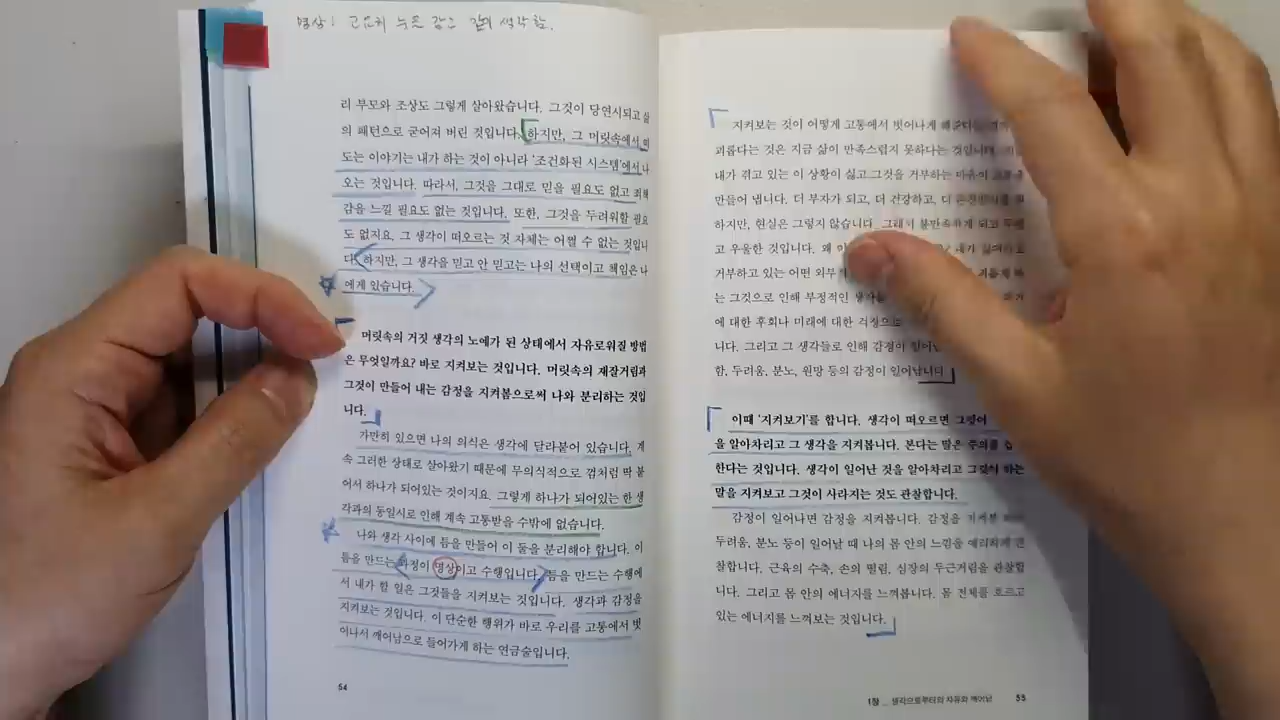 명상: 고요히 눈을 감고 깊이 생각함.
리 부모와 조상도 그렇게 살아왔습니다. 그것이 당연시되고 삶
의 패턴으로 굳어져 버린 것입니다. 하지만, 그 머릿속에서 떠
도는 이야기는 내가 하는 것이 아니라 '조건화된 시스템'에서 나
오는 것입니다. 따라서, 그것을 그대로 믿을 필요도 없고 죄책
감을 느낄 필요도 없는 것입니다. 또한, 그것을 두려워할 필요
도 없지요. 그 생각이 떠오르는 것 자체는 어쩔 수 없는 것입니
다. 하지만, 그 생각을 믿고 안 믿고는 나의 선택이고 책임은 나
에게 있습니다.
머릿속의 거짓 생각의 노예가 된 상태에서 자유로워질 방법
은 무엇일까요? 바로 지켜보는 것입니다. 머릿속의 재잘거림과
그것이 만들어 내는 감정을 지켜봄으로써 나와 분리하는 것입
니다.
가만히 있으면 나의 의식은 생각에 달라붙어 있습니다. 계
속 그러한 상태로 살아왔기 때문에 무의식적으로 껌처럼 딱 붙
어서 하나가 되어있는 것이지요. 그렇게 하나가 되어있는 한 생
각과의 동일시로 인해 계속 고통받을 수밖에 없습니다.
나와 생각 사이에 틈을 만들어 이 둘을 분리해야 합니다. 이
틈을 만드는 과정이 명상이고 수행입니다. 틈을 만드는 수행에
서 내가 할 일은 그것들을 지켜보는 것입니다. 생각과 감정을
지켜보는 것입니다. 이 단순한 행위가 바로 우리를 고통에서 벗
어나서 깨어남으로 들어가게 하는 연금술입니다.
54
지켜보는 것이 어떻게 고통에서 벗어나게
괴롭다는 것은 지금 삶이 만족스럽지 못하다는 것입니다.
내가 겪고 있는 이 상황이 싫고 그것을 거부하는 마음이
만들어 냅니다. 더 부자가 되고, 더 건강하고, 더
하지만, 현실은 그렇지 않습니다. 그래서 불만족하게 되고
고 우울한 것입니다. 왜
거부하고 있는 어떤 외부
는 그것으로 인해 부정적인
에 대한 후회나 미래에 대한 걱정으로
니다. 그리고 그 생각들로 인해 감정이
함, 두려움, 분노, 원망 등의 감정이 일어납니다.
이때 '지켜보기'를 합니다. 생각이 떠오르면
을 알아차리고 그 생각을 지켜봅니다. 본다는 말은 주의를
한다는 것입니다. 생각이 일어난 것을 알아차리고 그것이 하는
말을 지켜보고 그것이 사라지는 것도 관찰합니다.
감정이 일어나면 감정을 지켜봅니다. 감정을
두려움, 분노 등이 일어날 때 나의 몸 안의 느낌을 예리하게 관
찰합니다. 근육의 수축, 손의 떨림, 심장의 두근거림을 관찰합
니다. 그리고 몸 안의 에너지를 느껴봅니다. 몸 전체를 흐르고
있는 에너지를 느껴보는 것입니다.
1장 _ 생각으로부터의 자유와 깨어남 55